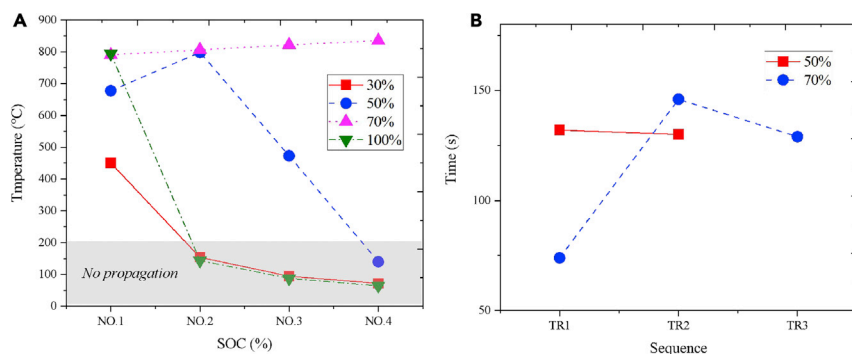 A
900
800
700
600
500
400
300
200
100
0
Tmperature (°C)
30%
50%
70%
100%
No propagation
NO.1 NO.2 NO.3 NO.4
SOC (%)
B
150
100
50
Time (s)
50%
70%
TR1 TR2 TR3
Sequence